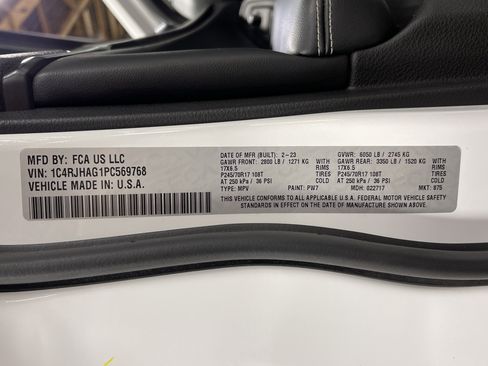 MFD BY: FCA US LLC
VIN: 1C4RJHAG1PC569768
VEHICLE MADE IN: U.S.A.
DATE OF MFR (BUILT): 2-23 GVWR: 6050 LB / 2745 KG
GAWR FRONT: 2800 LB / 1271 KG GAWR REAR: 3350 LB / 1520 KG
17X6.5 RIMS 17X6.5 RIMS
P245/70R17 108T TIRES P245/70R17 108T TIRES
AT 250 kPa / 36 PSI COLD AT 250 kPa / 36 PSI COLD
TYPE: MPV PAINT: PW7 MDH: 022717 MKT: 875
THIS VEHICLE CONFORMS TO ALL APPLICABLE U.S.A. FEDERAL MOTOR VEHICLE SAFETY
STANDARDS IN EFFECT ON THE DATE OF MANUFACTURE SHOWN ABOVE.